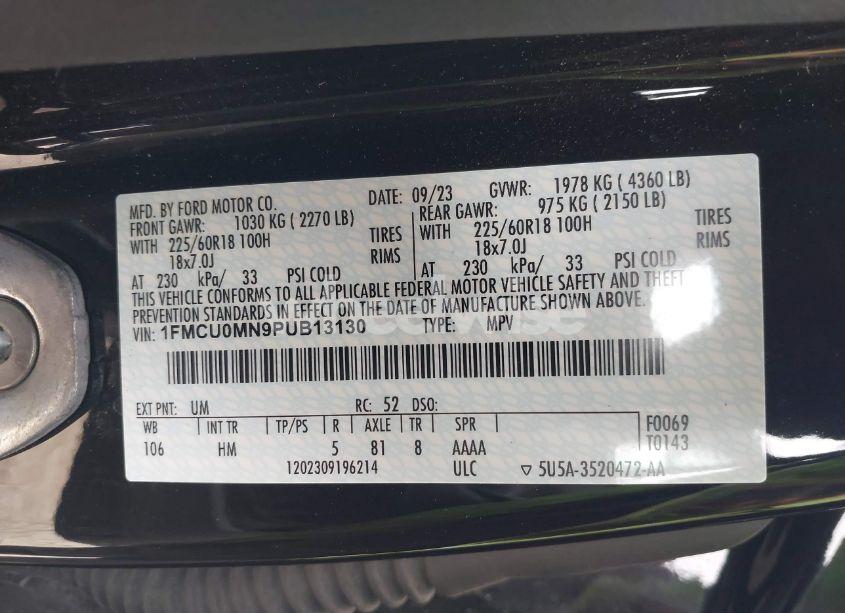 MFD. BY FORD MOTOR CO. DATE: 09/23 GVWR: 1978 KG ( 4360 LB)
FRONT GAWR: 1030 KG ( 2270 LB) REAR GAWR: 975 KG ( 2150 LB)
WITH 225/60R18 100H TIRES WITH 225/60R18 100H TIRES
18x7.0J RIMS 18x7.0J RIMS
AT 230 kPa/ 33 PSI COLD AT 230 kPa/ 33 PSI COLD
THIS VEHICLE CONFORMS TO ALL APPLICABLE FEDERAL MOTOR VEHICLE SAFETY AND THEFT
PREVENTION STANDARDS IN EFFECT ON THE DATE OF MANUFACTURE SHOWN ABOVE.
VIN: 1FMCU0MN9PUB13130 TYPE: MPV
EXT PNT: UM RC: 52 DSO:
WB INT TR TP/PS R AXLE TR SPR F0069
106 HM 5 81 8 AAAA T0143
1202309196214 ULC ▽ 5U5A-3520472-AA